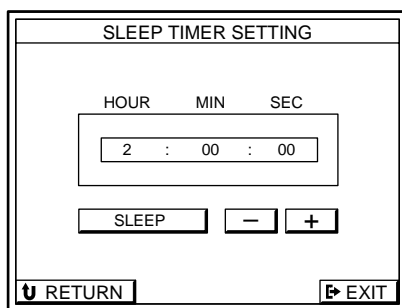 SLEEP TIMER SETTING
HOUR MIN SEC
2 : 00 : 00
SLEEP − +
RETURN EXIT